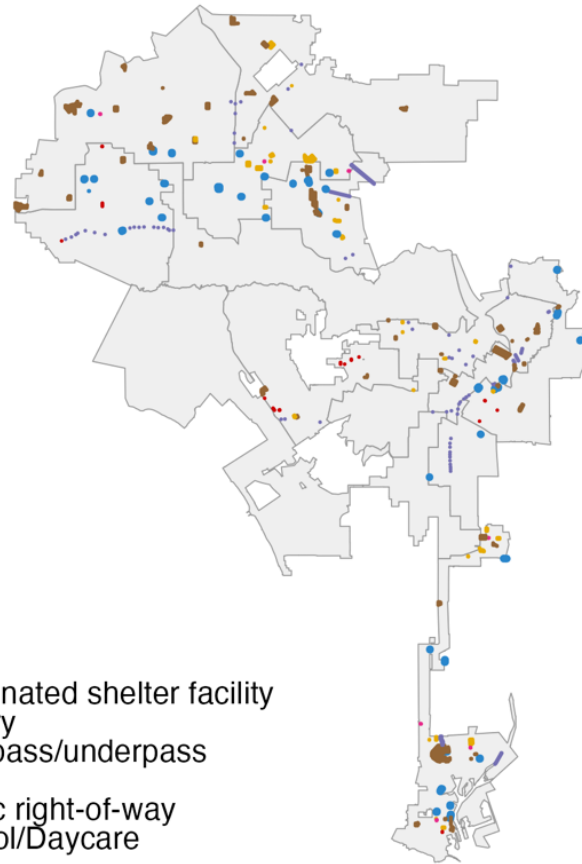 nated shelter facility
y
pass/underpass
c right-of-way
ol/Daycare